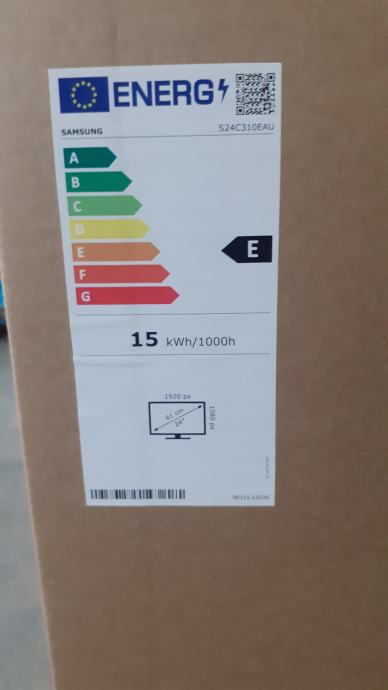 ENERG
SAMSUNG
S24C310EAU
A
B
C
D
E
F
G
E
15 kWh/1000h
1920 px
61 cm
24"
1080 px